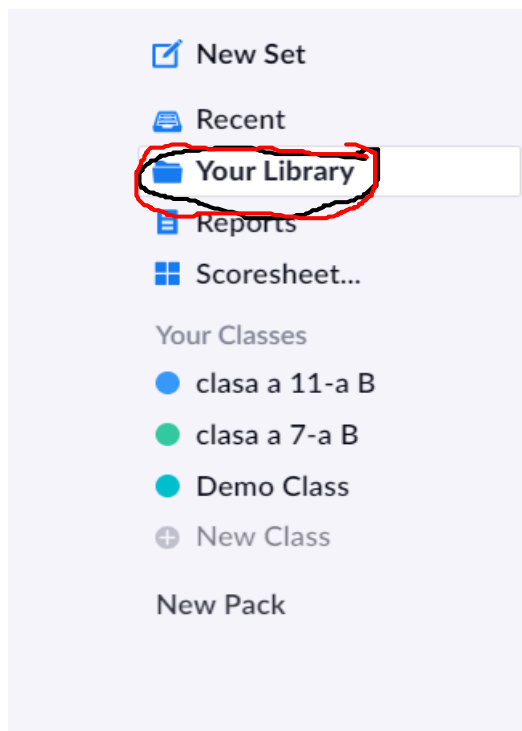 New Set
Recent
Your Library
Reports
Scoresheet...
Your Classes
clasa a 11-a B
clasa a 7-a B
Demo Class
New Class
New Pack